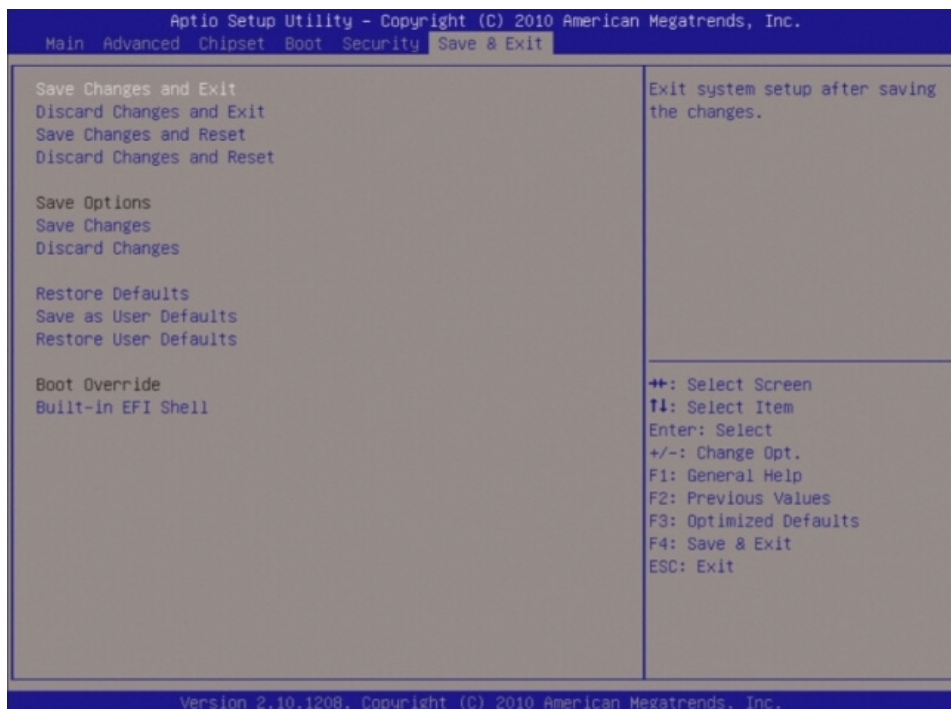 Aptio Setup Utility – Copyright (C) 2010 American Megatrends, Inc.
Main Advanced Chipset Boot Security Save & Exit
Save Changes and Exit
Discard Changes and Exit
Save Changes and Reset
Discard Changes and Reset
Save Options
Save Changes
Discard Changes
Restore Defaults
Save as User Defaults
Restore User Defaults
Boot Override
Built-in EFI Shell
Exit system setup after saving
the changes.
→←: Select Screen
↑↓: Select Item
Enter: Select
+/-: Change Opt.
F1: General Help
F2: Previous Values
F3: Optimized Defaults
F4: Save & Exit
ESC: Exit
Version 2.10.1208. Copyright (C) 2010 American Megatrends, Inc.